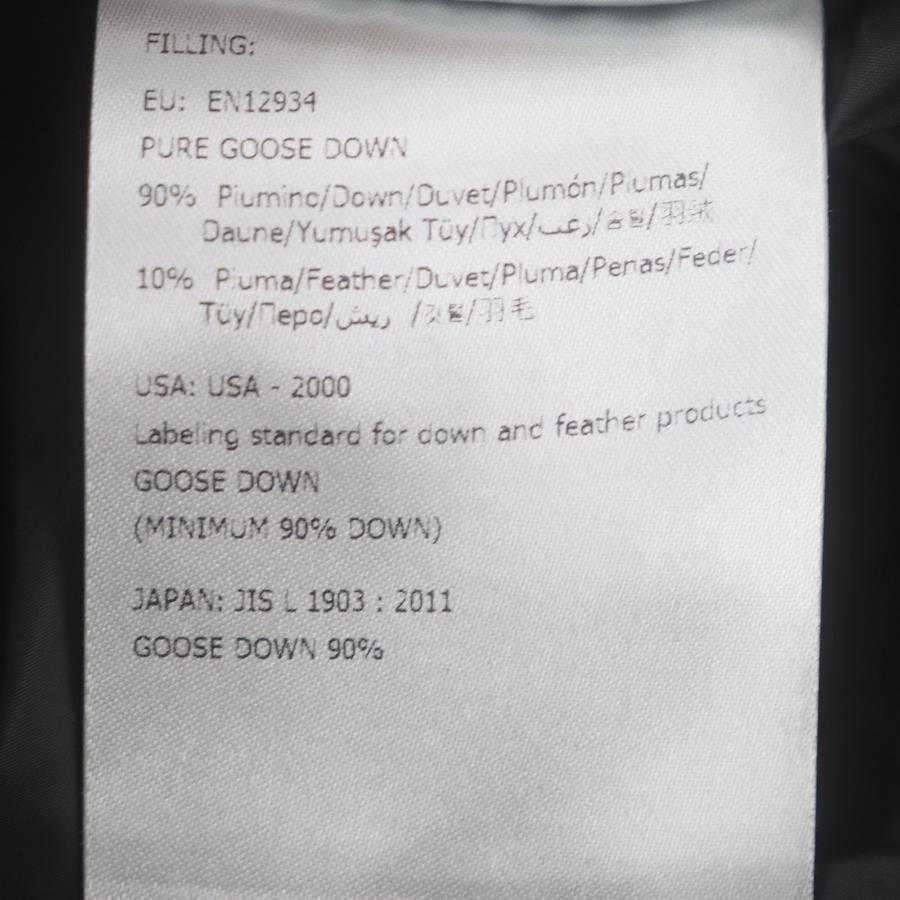 FILLING:
EU: EN12934
PURE GOOSE DOWN
90% Piumino/Down/Duvet/Plumón/Plumas/
Daune/Yumuşak Tüy/Пух/زغب/솜털/羽绒
10% Piuma/Feather/Duvet/Pluma/Penas/Feder/
Tüy/Перо/ريش /깃털/羽毛
USA: USA - 2000
Labeling standard for down and feather products
GOOSE DOWN
(MINIMUM 90% DOWN)
JAPAN: JIS L 1903 : 2011
GOOSE DOWN 90%